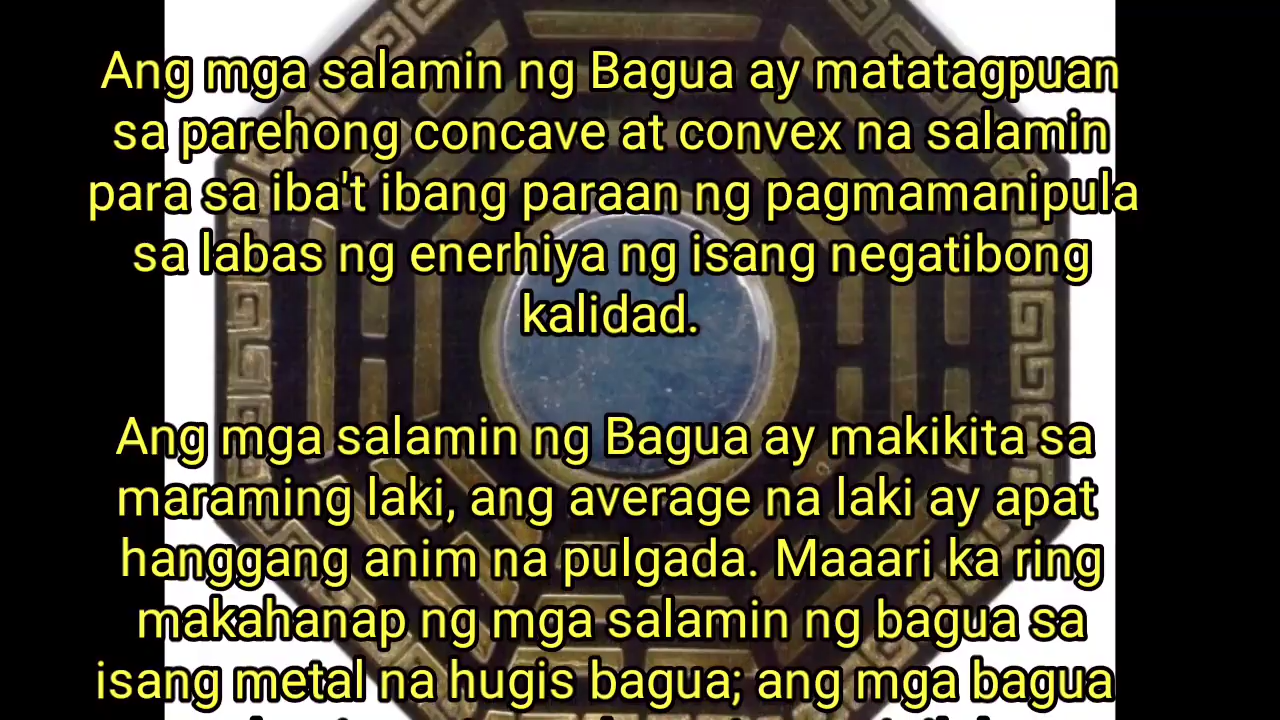 Ang mga salamin ng Bagua ay matatagpuan
sa parehong concave at convex na salamin
para sa iba't ibang paraan ng pagmamanipula
sa labas ng enerhiya ng isang negatibong
kalidad.
Ang mga salamin ng Bagua ay makikita sa
maraming laki, ang average na laki ay apat
hanggang anim na pulgada. Maaari ka ring
makahanap ng mga salamin ng bagua sa
isang metal na hugis bagua; ang mga bagua